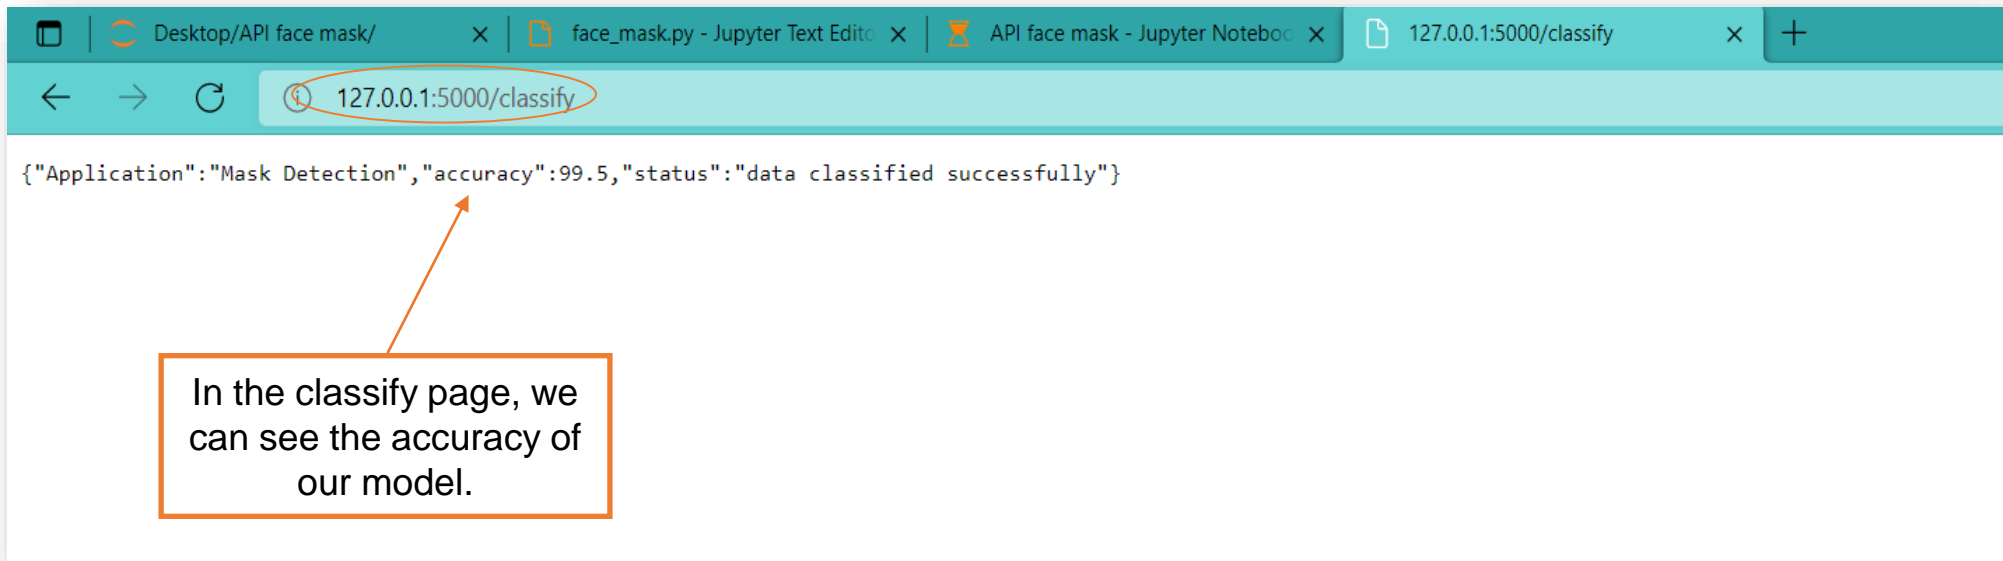 Desktop/API face mask/
face_mask.py - Jupyter Text Edito
API face mask - Jupyter Noteboo
127.0.0.1:5000/classify
127.0.0.1:5000/classify
{"Application":"Mask Detection","accuracy":99.5,"status":"data classified successfully"}
In the classify page, we
can see the accuracy of
our model.